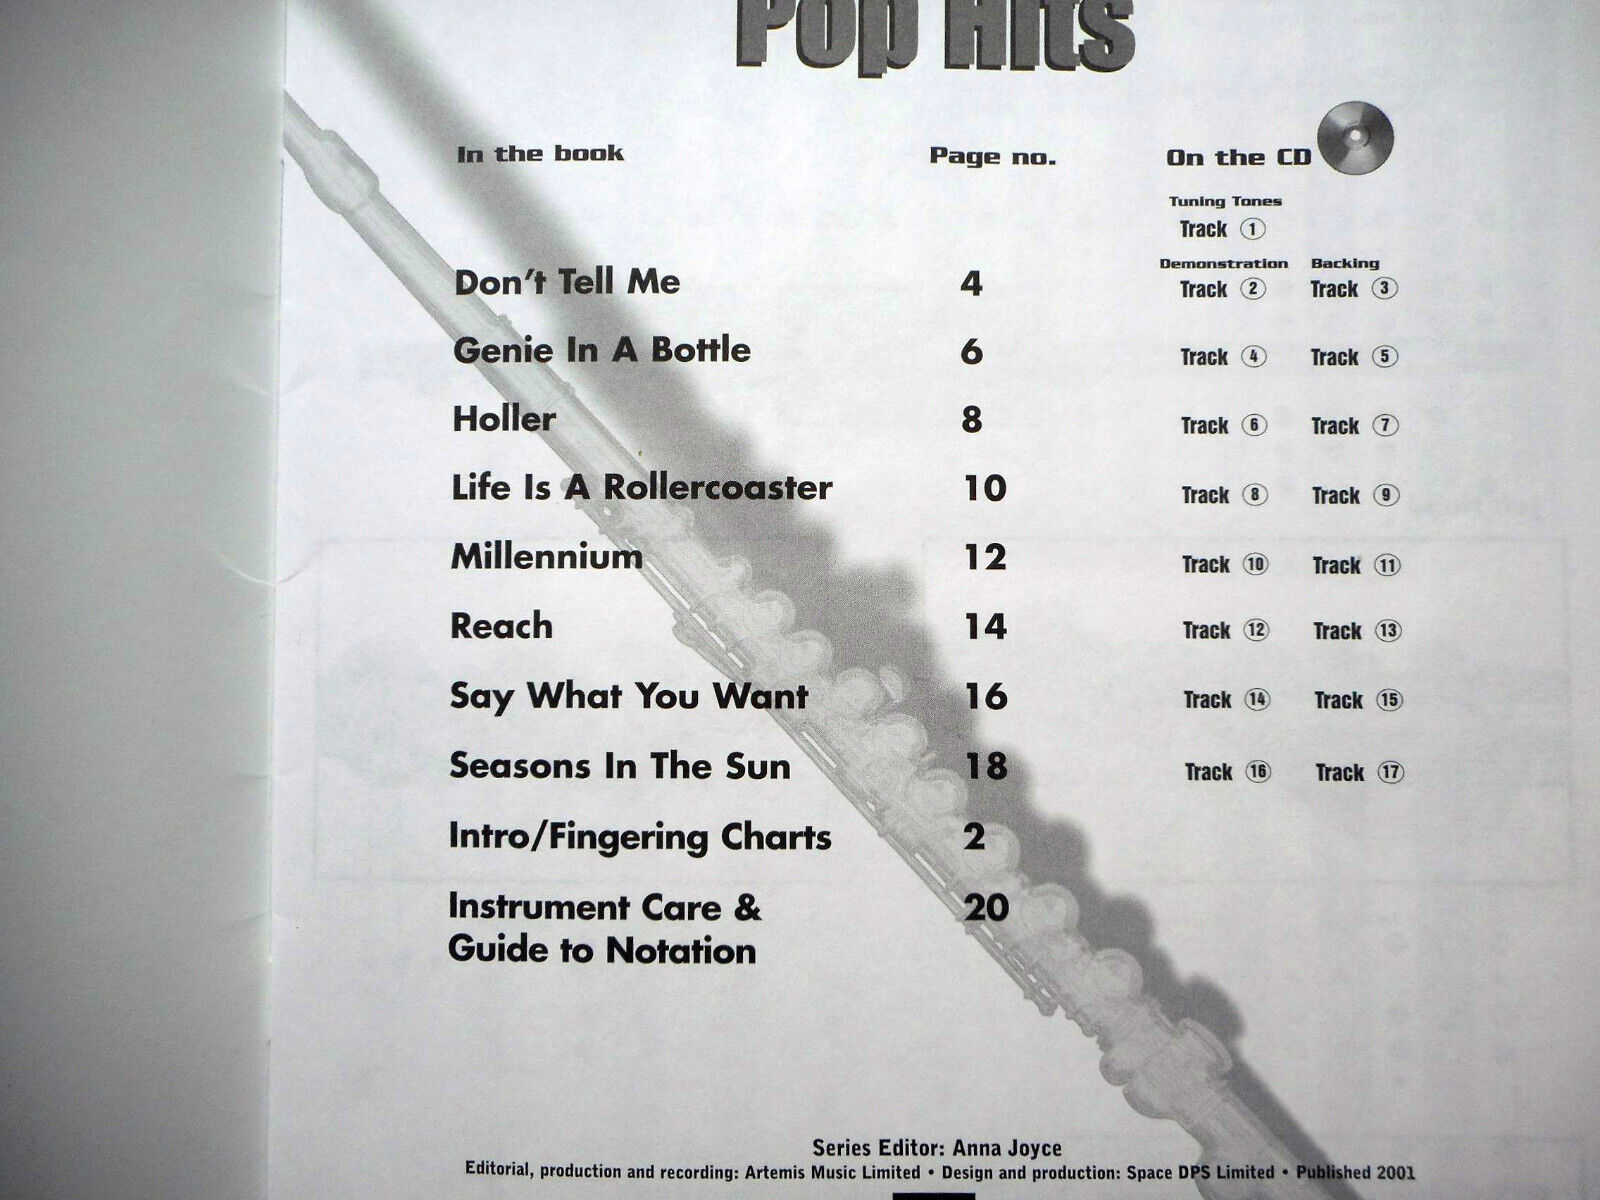 Pop Hits
In the book Page no. On the CD
Tuning Tones
Track 1
Demonstration Backing
Don't Tell Me 4 Track 2 Track 3
Genie In A Bottle 6 Track 4 Track 5
Holler 8 Track 6 Track 7
Life Is A Rollercoaster 10 Track 8 Track 9
Millennium 12 Track 10 Track 11
Reach 14 Track 12 Track 13
Say What You Want 16 Track 14 Track 15
Seasons In The Sun 18 Track 16 Track 17
Intro/Fingering Charts 2
Instrument Care & 20
Guide to Notation
Series Editor: Anna Joyce
Editorial, production and recording: Artemis Music Limited • Design and production: Space DPS Limited • Published 2001